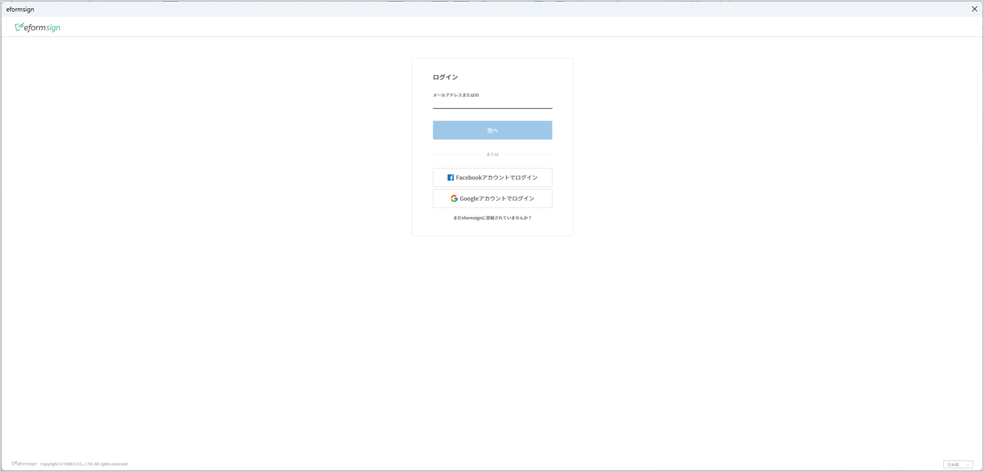 eformsign
eformsign
ログイン
メールアドレスまたはID
次へ
または
Facebookアカウントでログイン
Googleアカウントでログイン
まだeformsignに登録されていませんか？
eformsign Copyright © FORCS CO., LTD. All rights reserved.
日本語